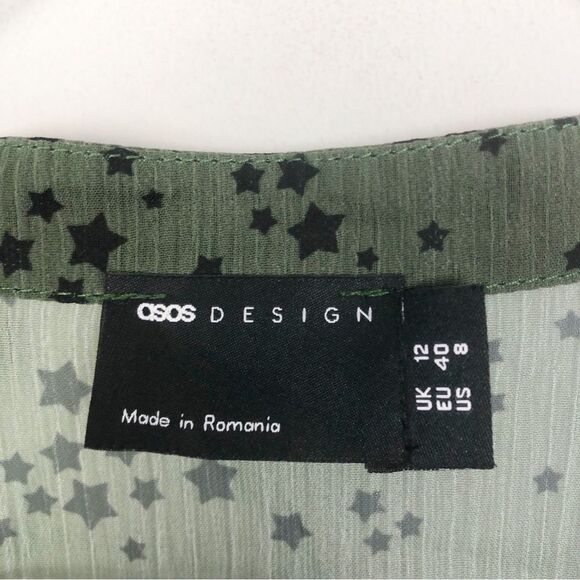 asos DESIGN
Made in Romania
UK 12
EU 40
US 8